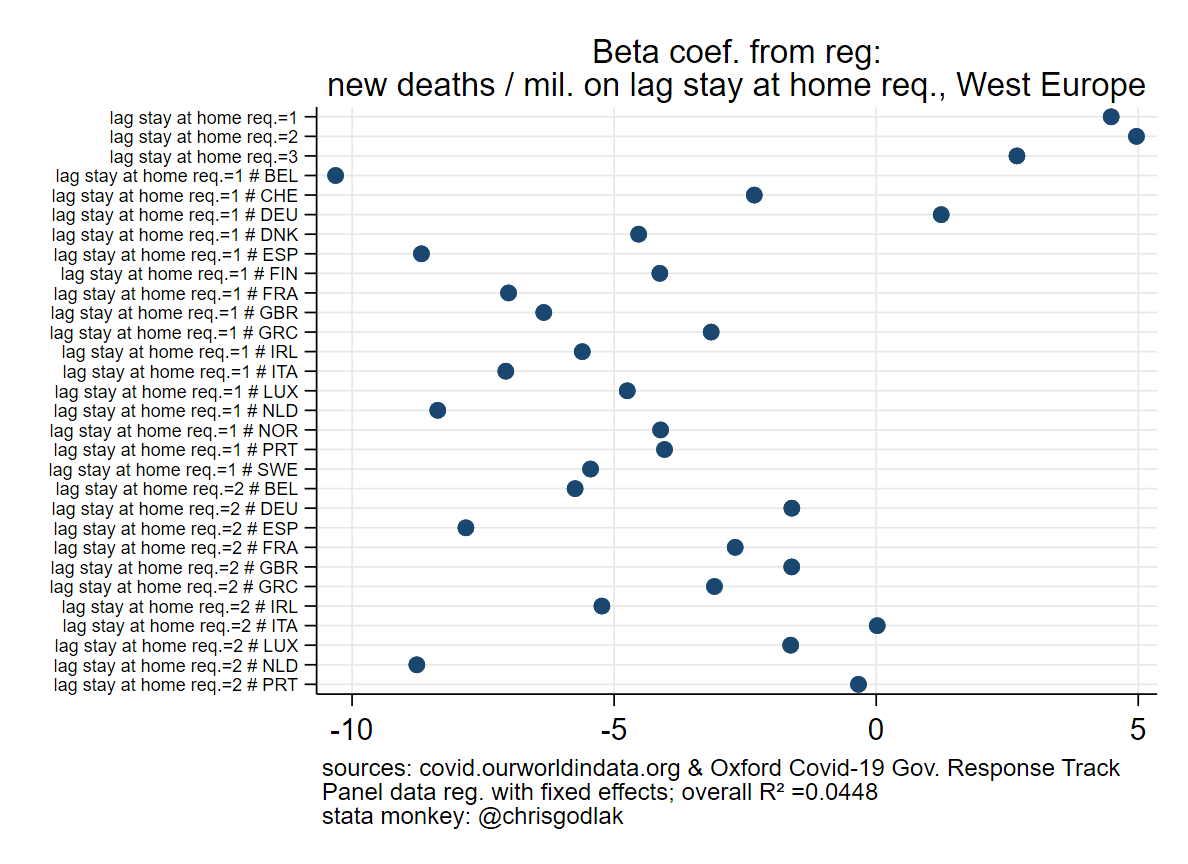 Beta coef. from reg:
new deaths / mil. on lag stay at home req., West Europe
lag stay at home req.=1
lag stay at home req.=2
lag stay at home req.=3
lag stay at home req.=1 # BEL
lag stay at home req.=1 # CHE
lag stay at home req.=1 # DEU
lag stay at home req.=1 # DNK
lag stay at home req.=1 # ESP
lag stay at home req.=1 # FIN
lag stay at home req.=1 # FRA
lag stay at home req.=1 # GBR
lag stay at home req.=1 # GRC
lag stay at home req.=1 # IRL
lag stay at home req.=1 # ITA
lag stay at home req.=1 # LUX
lag stay at home req.=1 # NLD
lag stay at home req.=1 # NOR
lag stay at home req.=1 # PRT
lag stay at home req.=1 # SWE
lag stay at home req.=2 # BEL
lag stay at home req.=2 # DEU
lag stay at home req.=2 # ESP
lag stay at home req.=2 # FRA
lag stay at home req.=2 # GBR
lag stay at home req.=2 # GRC
lag stay at home req.=2 # IRL
lag stay at home req.=2 # ITA
lag stay at home req.=2 # LUX
lag stay at home req.=2 # NLD
lag stay at home req.=2 # PRT
-10 -5 0 5
sources: covid.ourworldindata.org & Oxford Covid-19 Gov. Response Track
Panel data reg. with fixed effects; overall R² =0.0448
stata monkey: @chrisgodlak